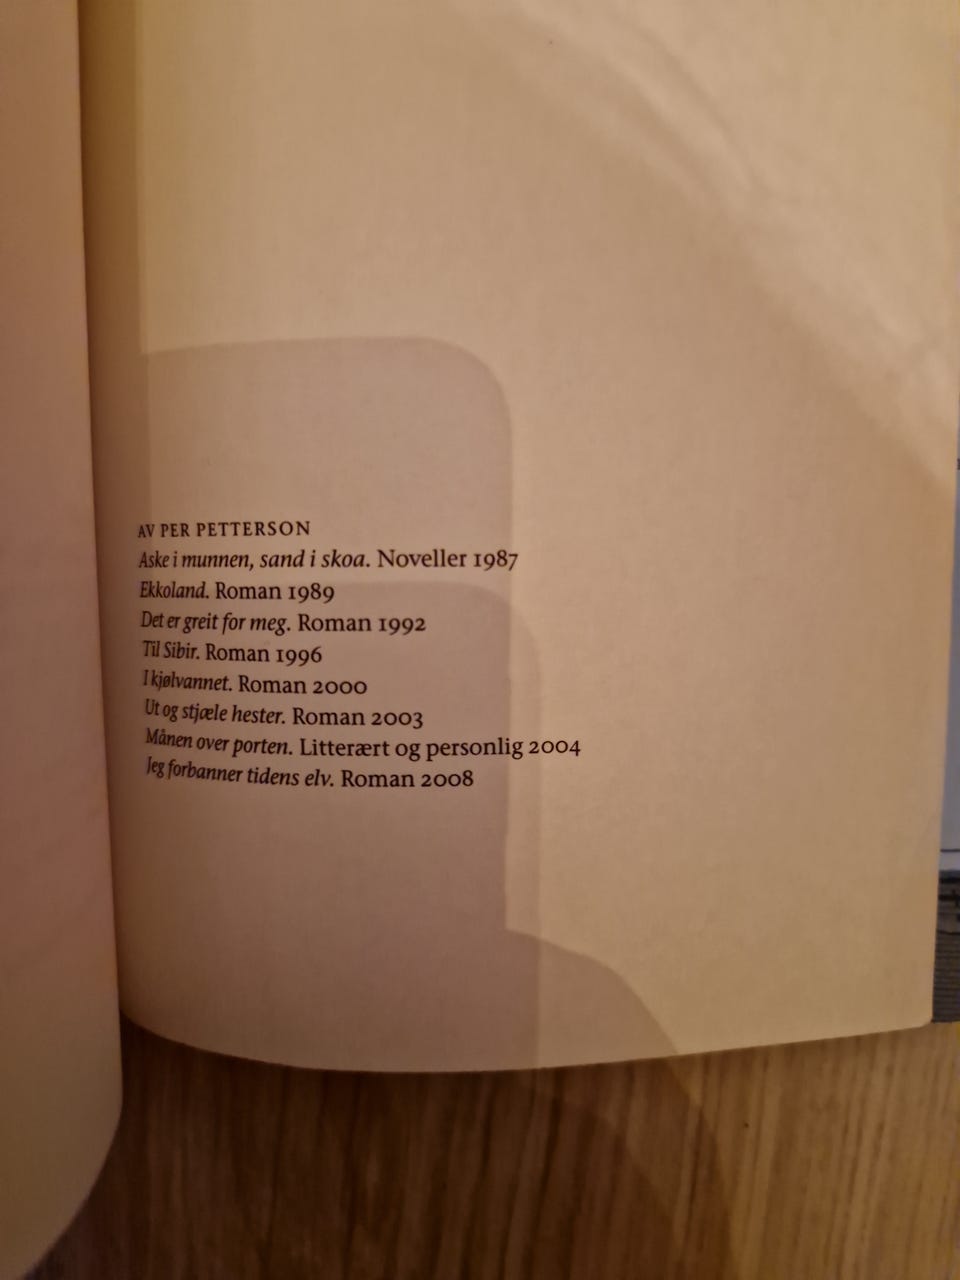 AV PER PETTERSON
Aske i munnen, sand i skoa. Noveller 1987
Ekkoland. Roman 1989
Det er greit for meg. Roman 1992
Til Sibir. Roman 1996
I kjølvannet. Roman 2000
Ut og stjæle hester. Roman 2003
Månen over porten. Litterært og personlig 2004
Jeg forbanner tidens elv. Roman 2008